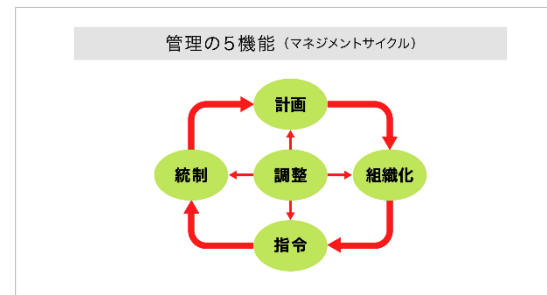 管理の5機能（マネジメントサイクル）
計画
統制
調整
組織化
指令